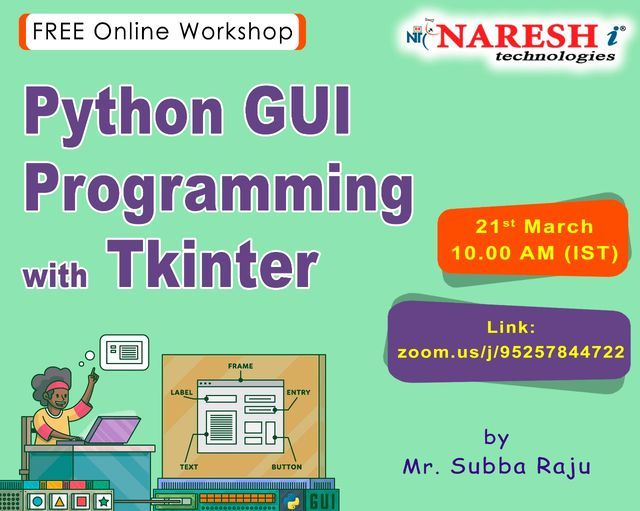 FREE Online Workshop
NiT
NARESH i®
technologies
Python GUI
Programming
with Tkinter
21st March
10.00 AM (IST)
Link:
zoom.us/j/95257844722
FRAME
LABEL
ENTRY
TEXT
BUTTON
GUI
by
Mr. Subba Raju